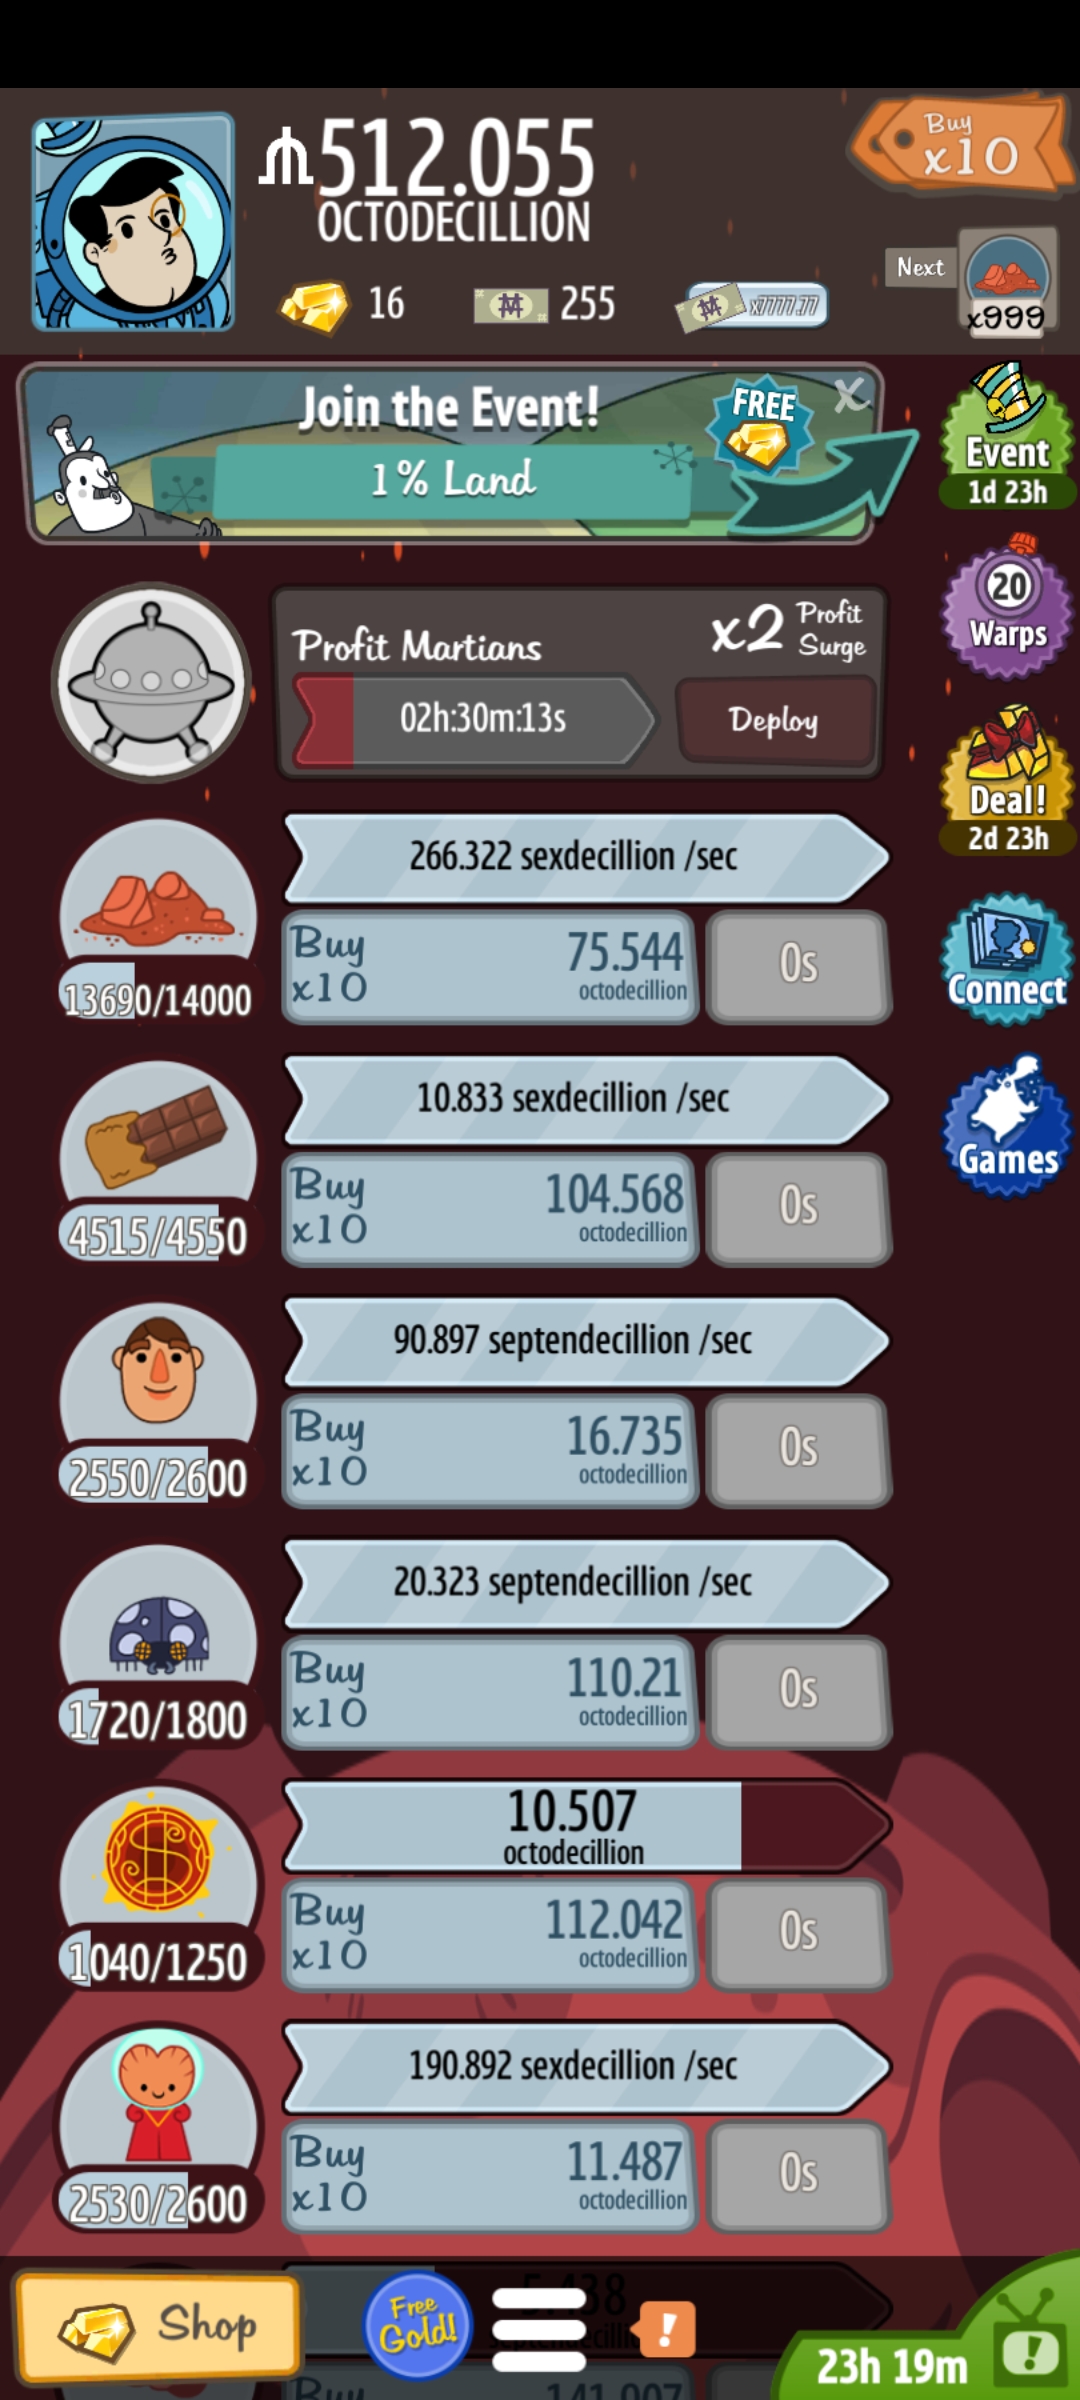 512.055
OCTODECILLION
Buy
x10
16
255
x7777.77
Next
x999
Join the Event!
FREE
X
1% Land
Event
1d 23h
20
Warps
Profit Martians
x2 Profit
Surge
02h:30m:13s
Deploy
Deal!
2d 23h
266.322 sexdecillion /sec
Buy
x10
75.544
octodecillion
0s
13690/14000
Connect
10.833 sexdecillion /sec
Buy
x10
104.568
octodecillion
0s
4515/4550
Games
90.897 septendecillion /sec
Buy
x10
16.735
octodecillion
0s
2550/2600
20.323 septendecillion /sec
Buy
x10
110.21
octodecillion
0s
1720/1800
10.507
octodecillion
Buy
x10
112.042
octodecillion
0s
1040/1250
190.892 sexdecillion /sec
Buy
x10
11.487
octodecillion
0s
2530/2600
Shop
Free
Gold!
!
!
23h 19m
Buy